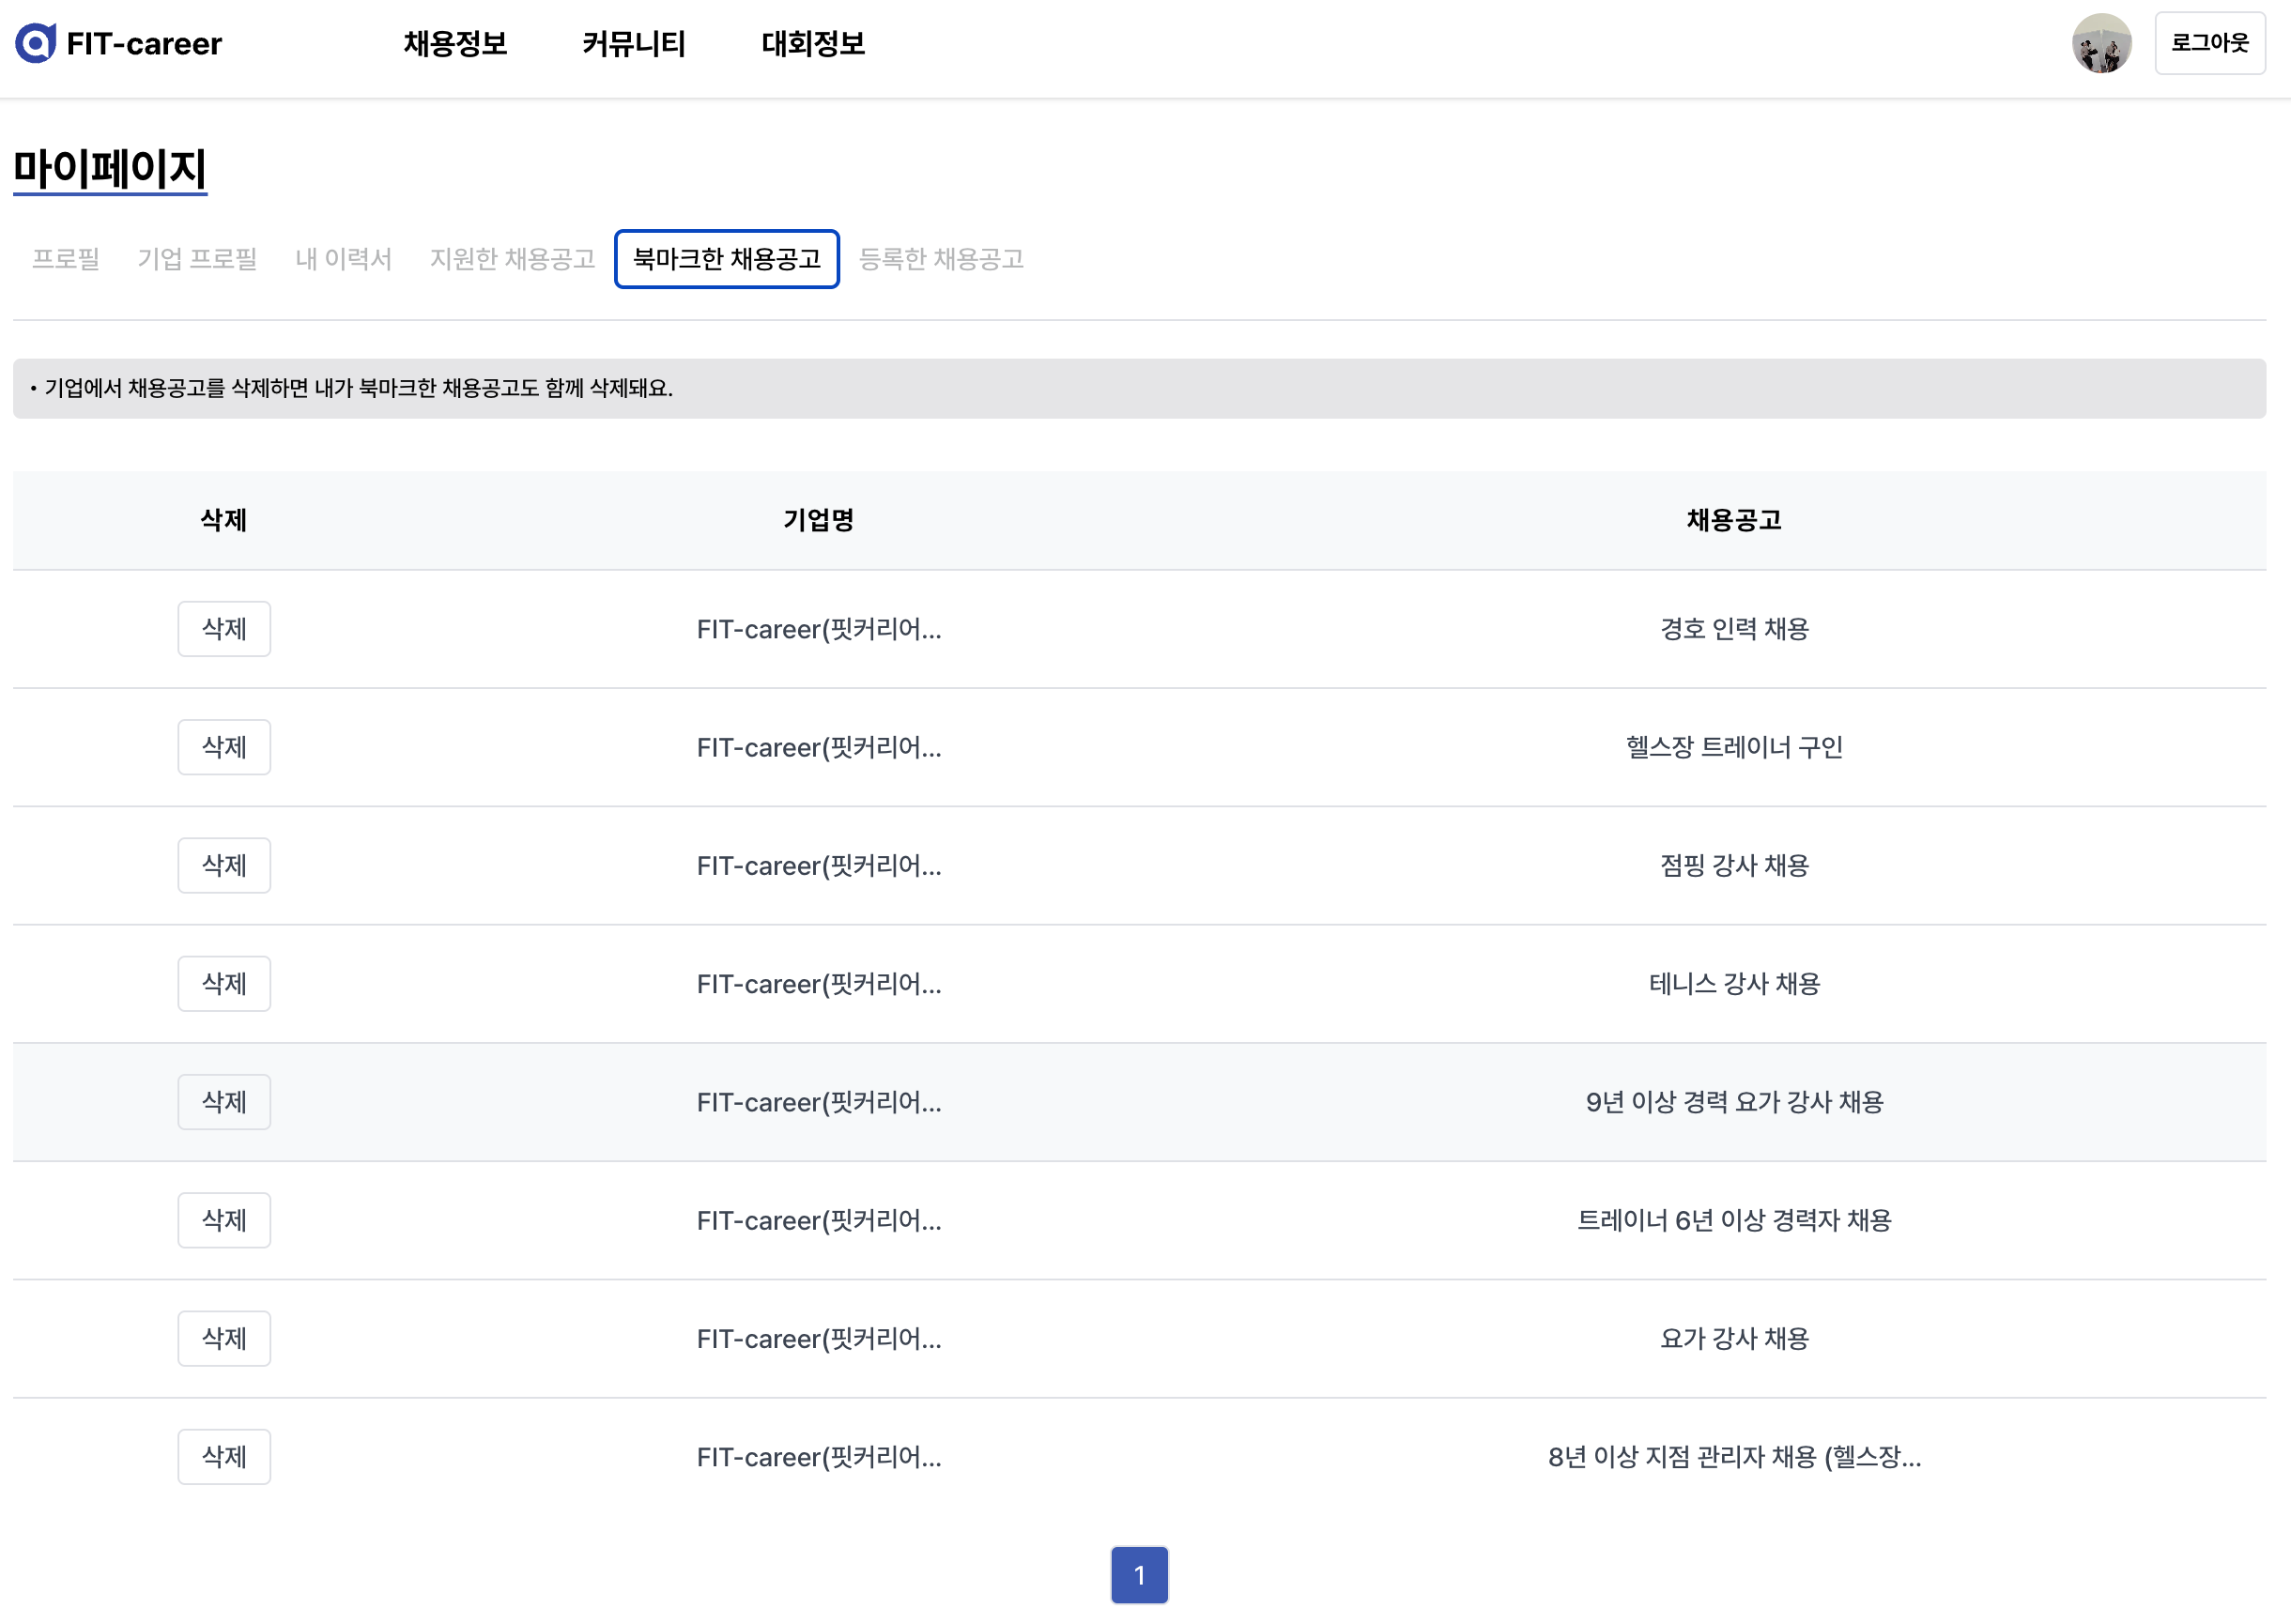 FIT-career 채용정보 커뮤니티 대회정보 로그아웃
마이페이지
프로필 기업 프로필 내 이력서 지원한 채용공고 북마크한 채용공고 등록한 채용공고
• 기업에서 채용공고를 삭제하면 내가 북마크한 채용공고도 함께 삭제돼요.
삭제 기업명 채용공고
삭제 FIT-career(핏커리어... 경호 인력 채용
삭제 FIT-career(핏커리어... 헬스장 트레이너 구인
삭제 FIT-career(핏커리어... 점핑 강사 채용
삭제 FIT-career(핏커리어... 테니스 강사 채용
삭제 FIT-career(핏커리어... 9년 이상 경력 요가 강사 채용
삭제 FIT-career(핏커리어... 트레이너 6년 이상 경력자 채용
삭제 FIT-career(핏커리어... 요가 강사 채용
삭제 FIT-career(핏커리어... 8년 이상 지점 관리자 채용 (헬스장...
1